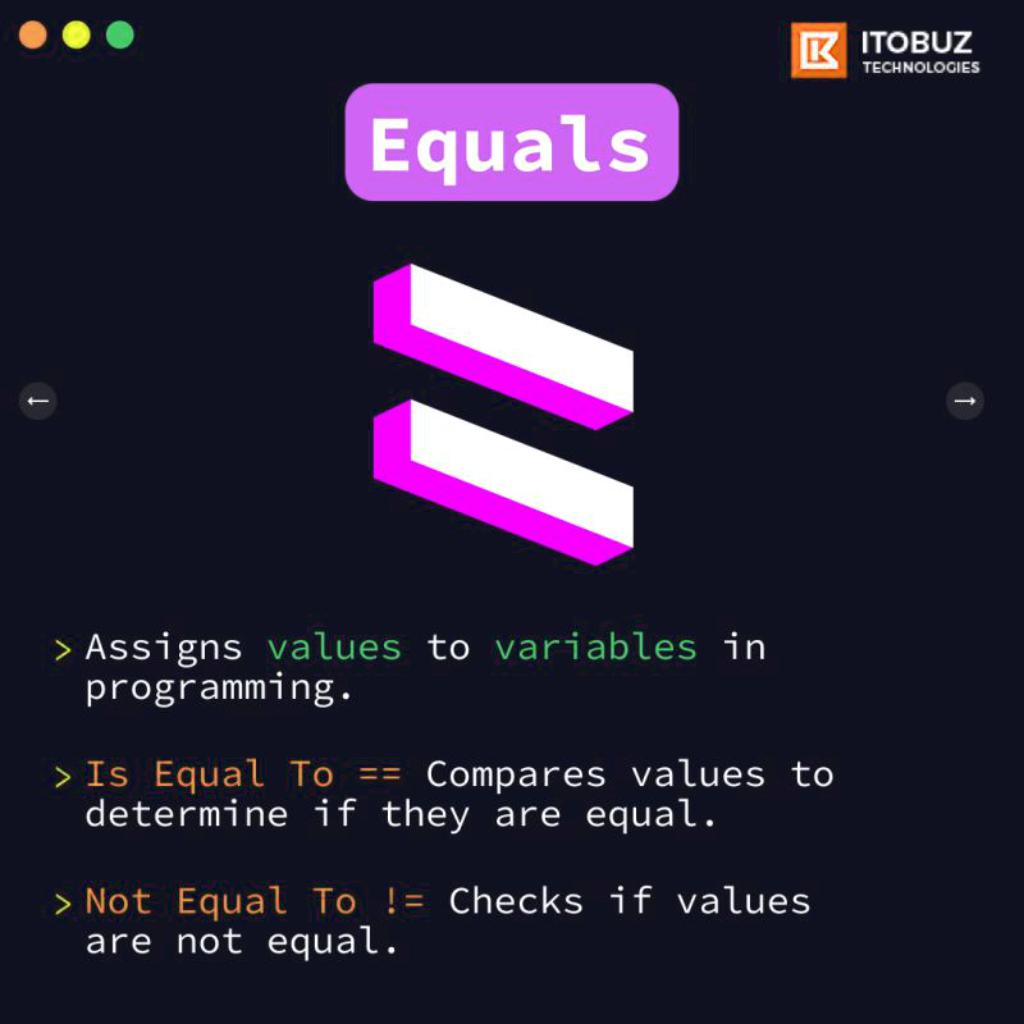 ITOBUZ
TECHNOLOGIES
Equals
> Assigns values to variables in
programming.
> Is Equal To == Compares values to
determine if they are equal.
> Not Equal To != Checks if values
are not equal.